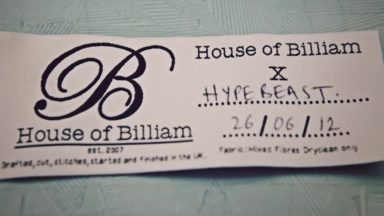 B
House of Billiam
est. 2007
Drafted, cut, stitched, started and finished in the UK.
House of Billiam
X
HYPEBEAST.
26/06/12
Fabric: Mixed Fibres Dryclean only